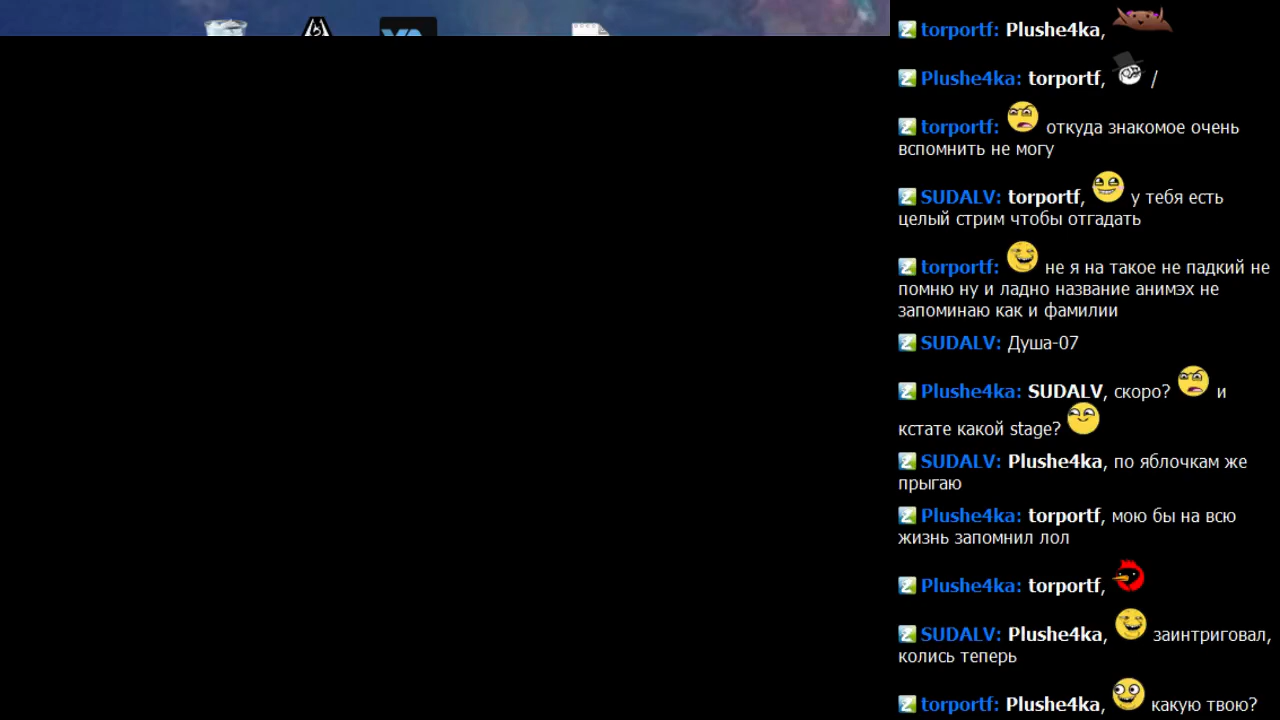 torportf: Plushe4ka,
Plushe4ka: torportf, /
torportf: откуда знакомое очень
вспомнить не могу
SUDALV: torportf, у тебя есть
целый стрим чтобы отгадать
torportf: не я на такое не падкий не
помню ну и ладно название анимэх не
запоминаю как и фамилии
SUDALV: Душа-07
Plushe4ka: SUDALV, скоро? и
кстате какой stage?
SUDALV: Plushe4ka, по яблочкам же
прыгаю
Plushe4ka: torportf, мою бы на всю
жизнь запомнил лол
Plushe4ka: torportf,
SUDALV: Plushe4ka, заинтриговал,
колись теперь
torportf: Plushe4ka, какую твою?